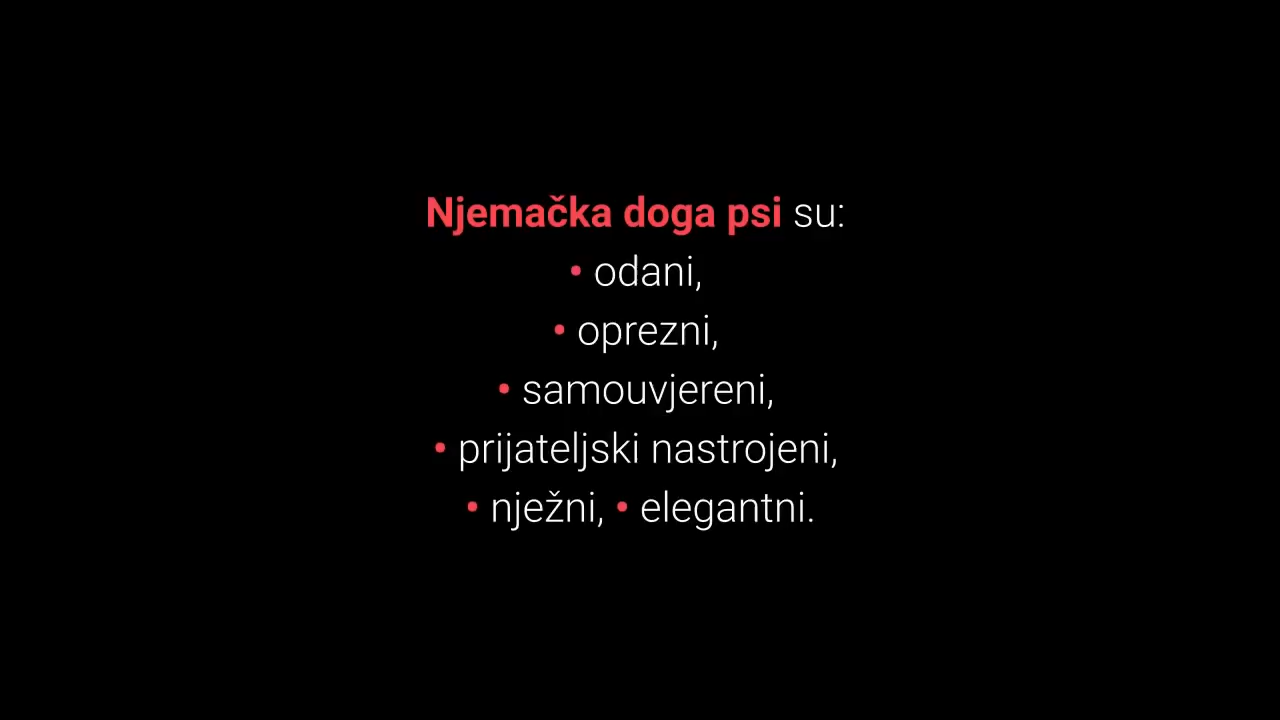 Njemačka doga psi su:
• odani,
• oprezni,
• samouvjereni,
• prijateljski nastrojeni,
• nježni, • elegantni.